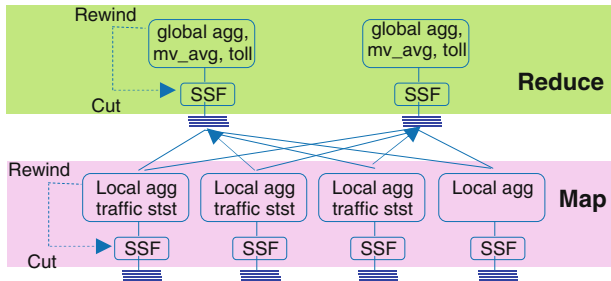 Rewind
global agg,
mv_avg, toll
global agg,
mv_avg, toll
Reduce
SSF
SSF
Cut
Rewind
Local agg
traffic stst
Local agg
traffic stst
Local agg
traffic stst
Local agg
Map
SSF
SSF
SSF
SSF
Cut